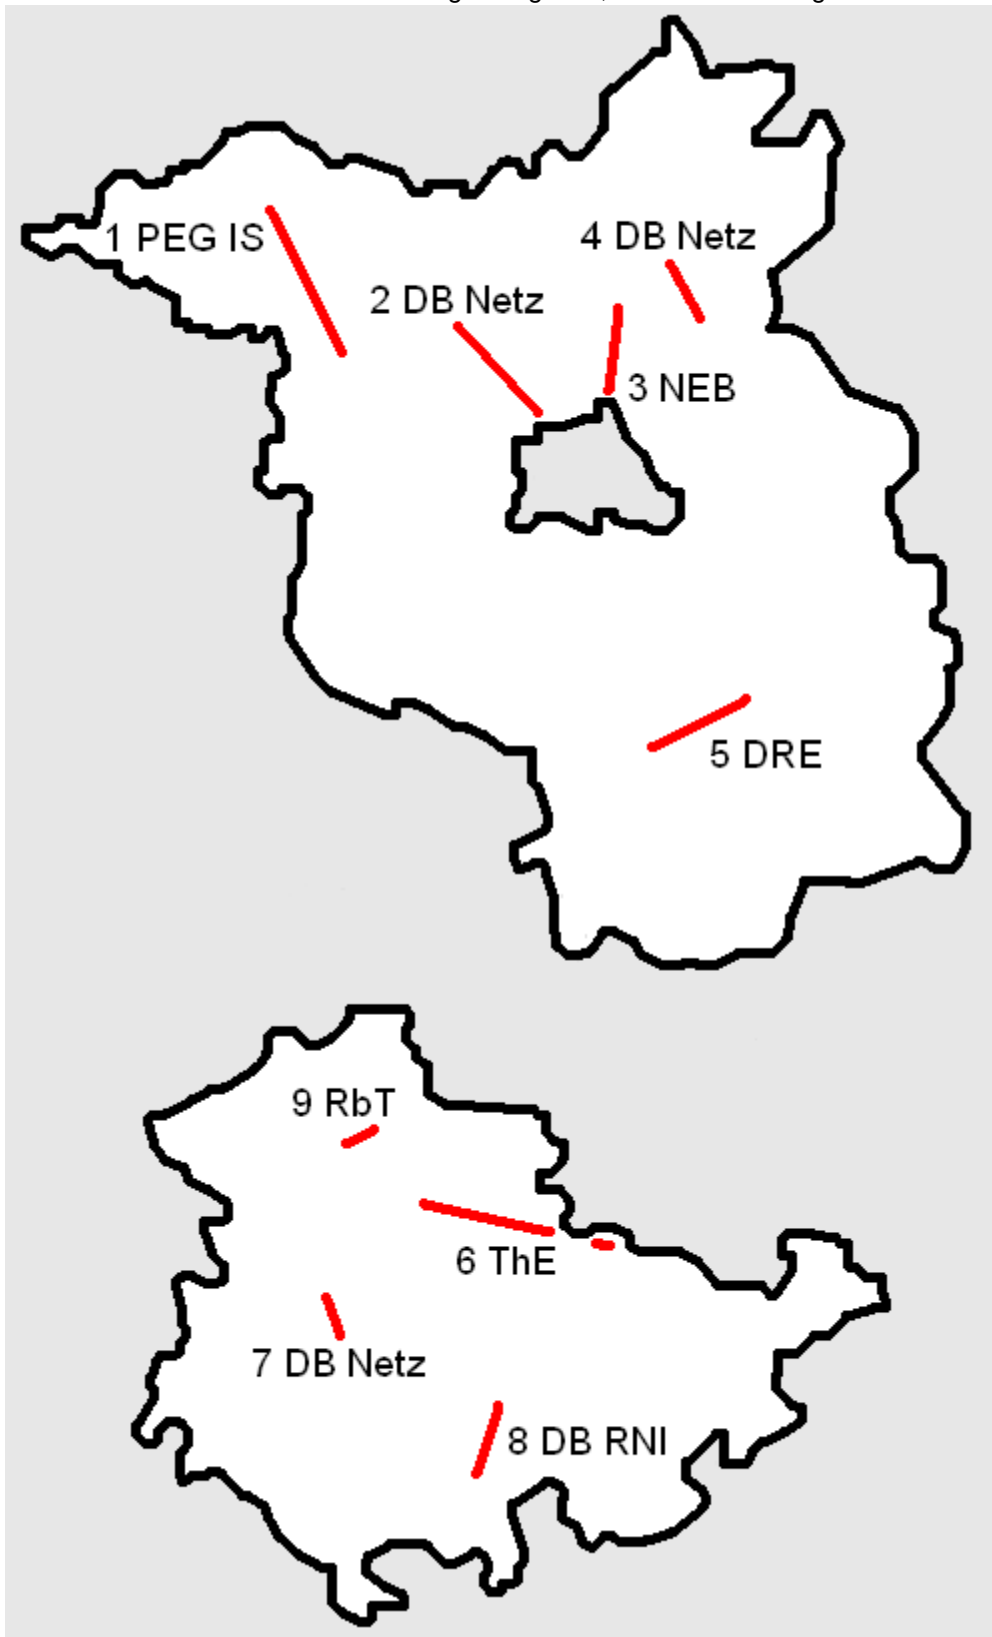 1 PEG IS
4 DB Netz
2 DB Netz
3 NEB
5 DRE
9 RbT
6 ThE
7 DB Netz
8 DB RNI